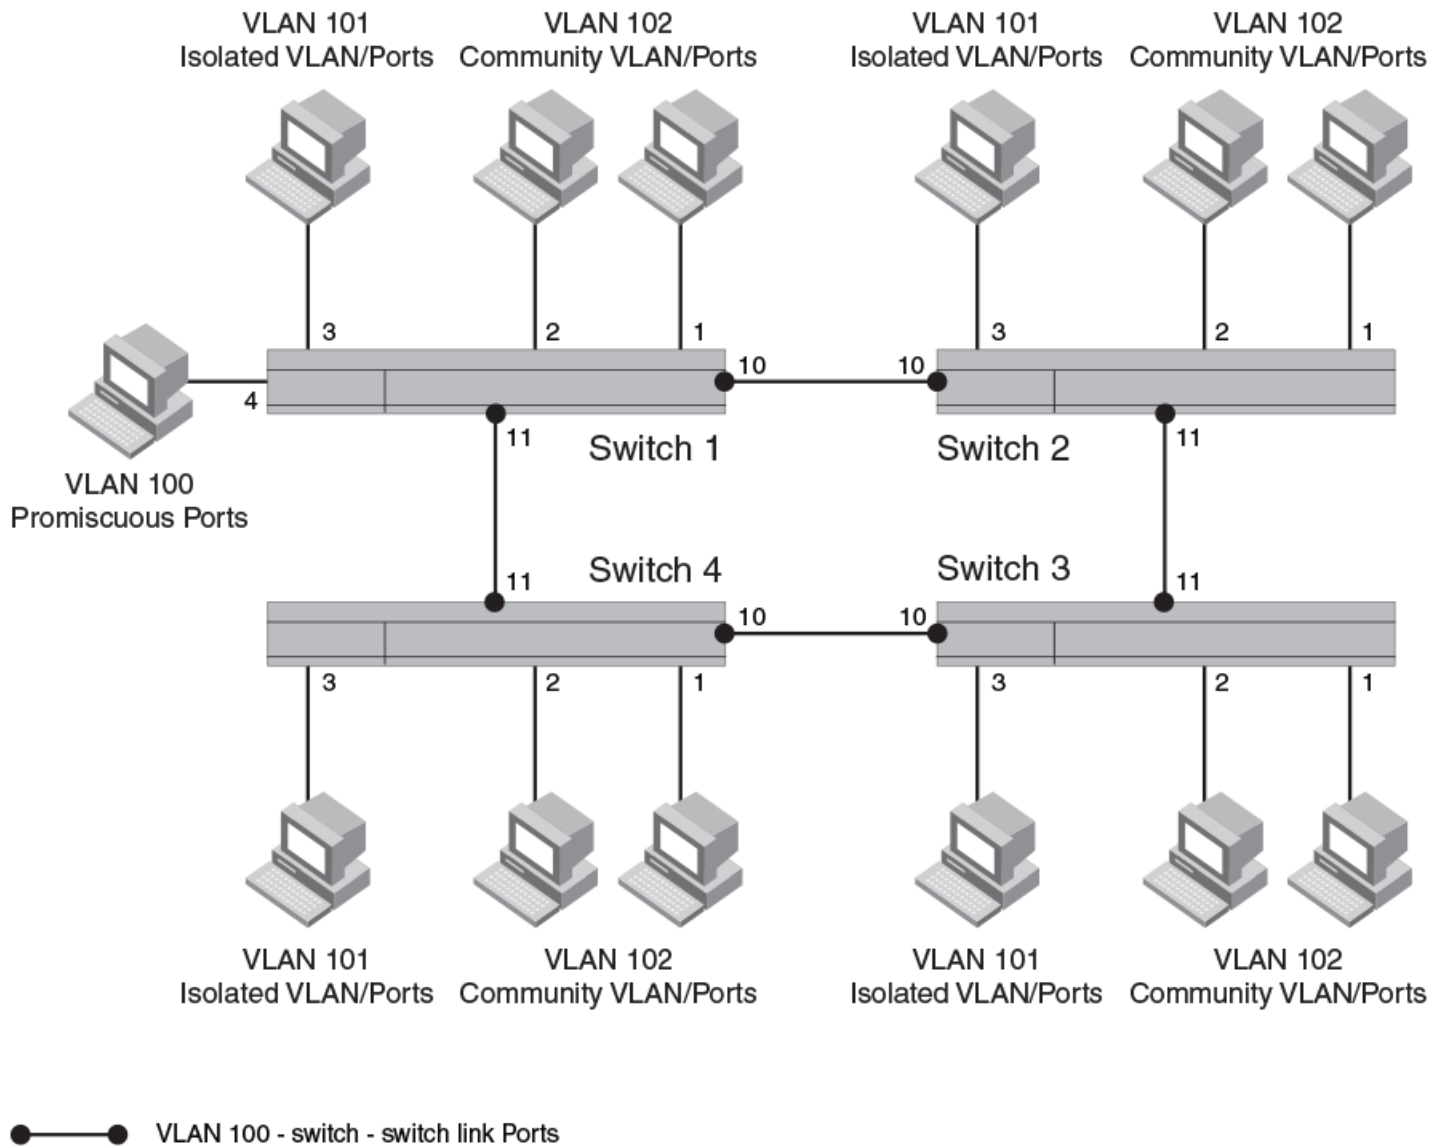 VLAN 101
Isolated VLAN/Ports
VLAN 102
Community VLAN/Ports
VLAN 101
Isolated VLAN/Ports
VLAN 102
Community VLAN/Ports
3
2
1
3
2
1
4
10
10
11
Switch 1
Switch 2
11
VLAN 100
Promiscuous Ports
11
Switch 4
Switch 3
11
10
10
3
2
1
3
2
1
VLAN 101
Isolated VLAN/Ports
VLAN 102
Community VLAN/Ports
VLAN 101
Isolated VLAN/Ports
VLAN 102
Community VLAN/Ports
VLAN 100 - switch - switch link Ports